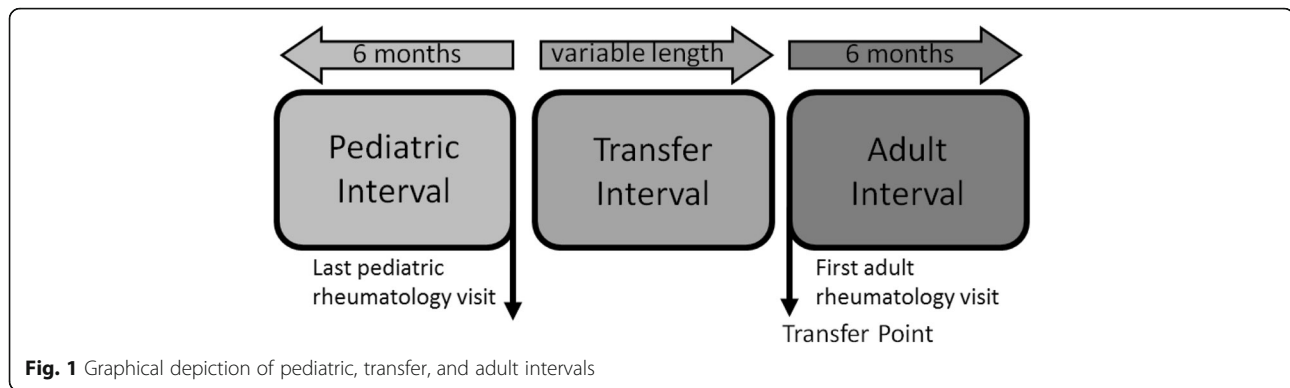 6 months
variable length
6 months
Pediatric
Interval
Transfer
Interval
Adult
Interval
Last pediatric
rheumatology visit
First adult
rheumatology visit
Transfer Point
Fig. 1 Graphical depiction of pediatric, transfer, and adult intervals